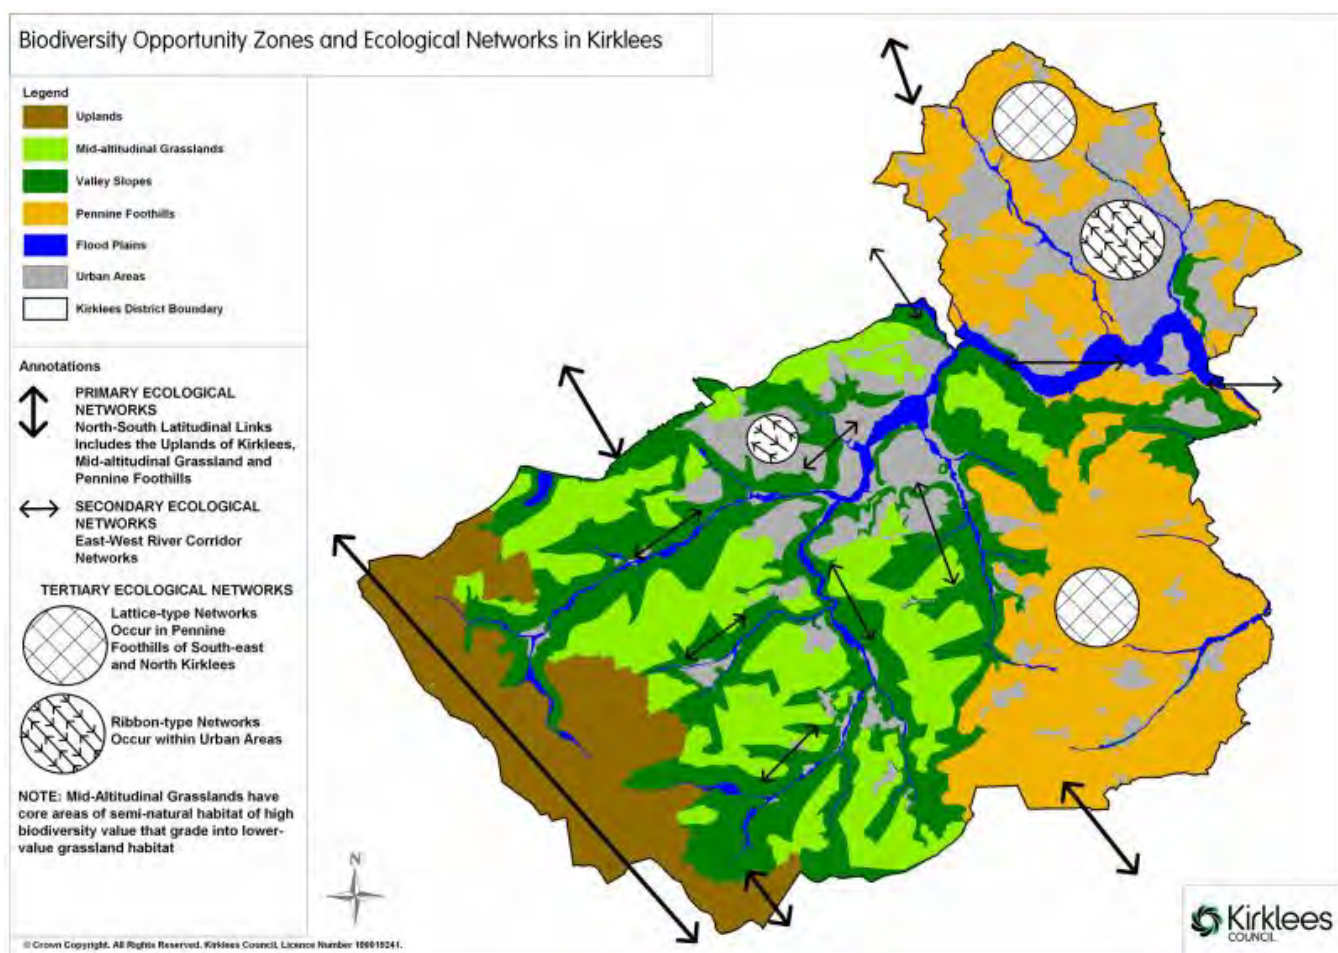 Biodiversity Opportunity Zones and Ecological Networks in Kirklees
Legend
Uplands
Mid-altitudinal Grasslands
Valley Slopes
Pennine Foothills
Flood Plains
Urban Areas
Kirklees District Boundary
Annotations
PRIMARY ECOLOGICAL
NETWORKS
North-South Latitudinal Links
Includes the Uplands of Kirklees,
Mid-altitudinal Grassland and
Pennine Foothills
SECONDARY ECOLOGICAL
NETWORKS
East-West River Corridor
Networks
TERTIARY ECOLOGICAL NETWORKS
Lattice-type Networks
Occur in Pennine
Foothills of South-east
and North Kirklees
Ribbon-type Networks
Occur within Urban Areas
NOTE: Mid-Altitudinal Grasslands have
core areas of semi-natural habitat of high
biodiversity value that grade into lower-
value grassland habitat
N
© Crown Copyright. All Rights Reserved. Kirklees Council, Licence Number 100019241.
Kirklees
COUNCIL